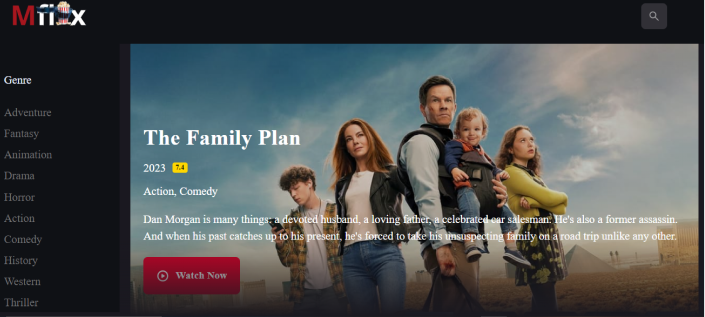 Mflix
Genre
Adventure
Fantasy
Animation
Drama
Horror
Action
Comedy
History
Western
Thriller
The Family Plan
2023 7.4
Action, Comedy
Dan Morgan is many things: a devoted husband, a loving father, a celebrated car salesman. He's also a former assassin.
And when his past catches up to his present, he's forced to take his unsuspecting family on a road trip unlike any other.
Watch Now